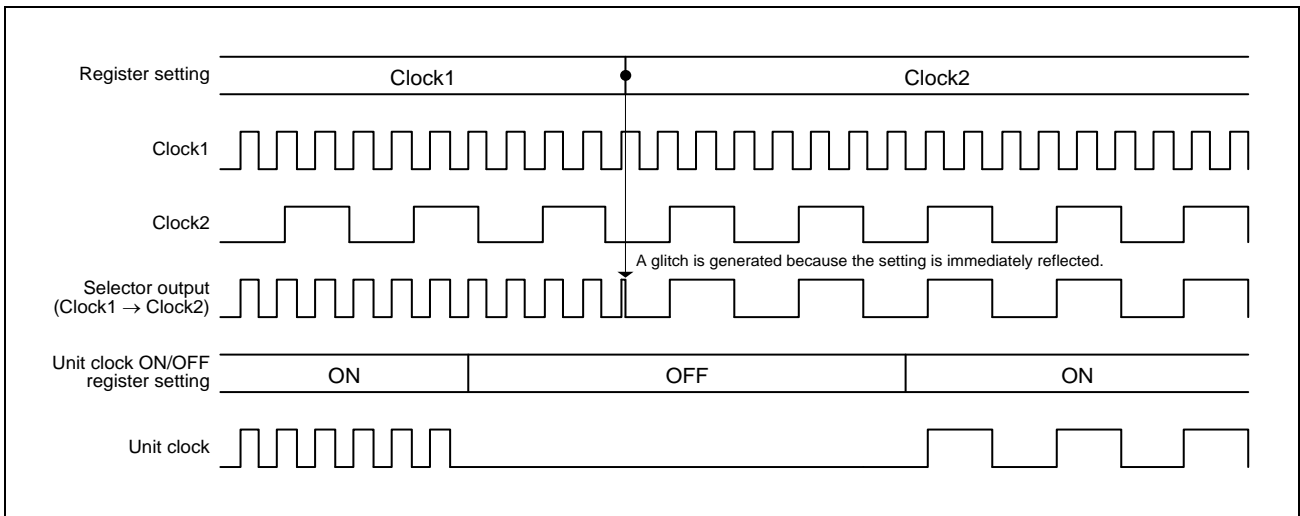 Register setting
Clock1
Clock2
Clock1
Clock2
A glitch is generated because the setting is immediately reflected.
Selector output
(Clock1 → Clock2)
Unit clock ON/OFF
register setting
ON
OFF
ON
Unit clock